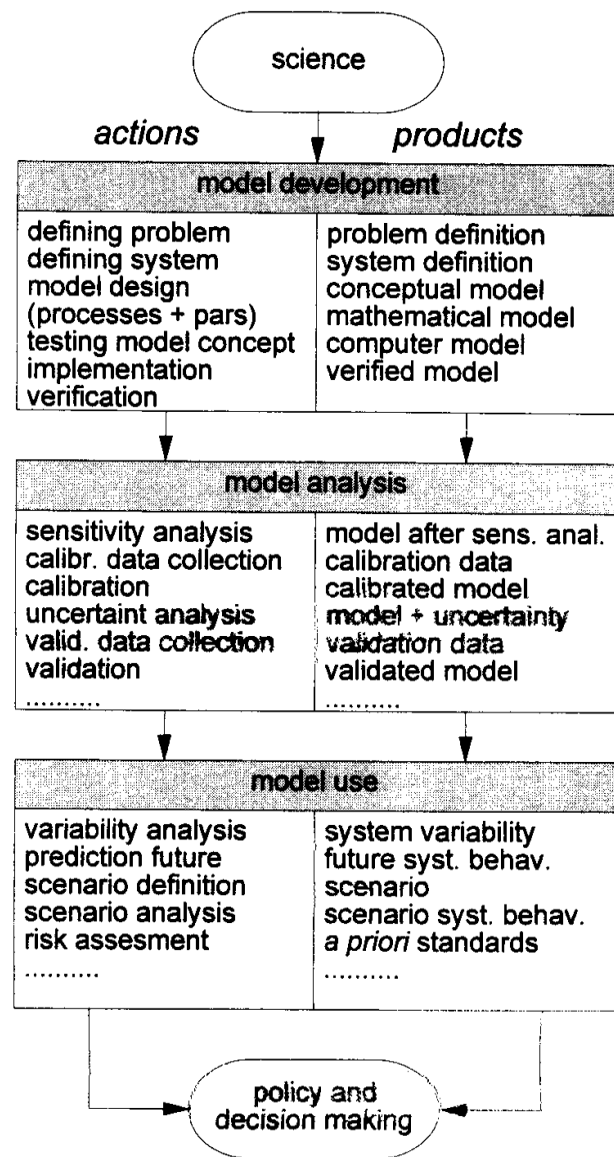 science
actions products
model development
defining problem
defining system
model design
(processes + pars)
testing model concept
implementation
verification
problem definition
system definition
conceptual model
mathematical model
computer model
verified model
model analysis
sensitivity analysis
calibr. data collection
calibration
uncertaint analysis
valid. data collection
validation
..........
model after sens. anal.
calibration data
calibrated model
model + uncertainty
validation data
validated model
..........
model use
variability analysis
prediction future
scenario definition
scenario analysis
risk assesment
..........
system variability
future syst. behav.
scenario
scenario syst. behav.
a priori standards
..........
policy and
decision making